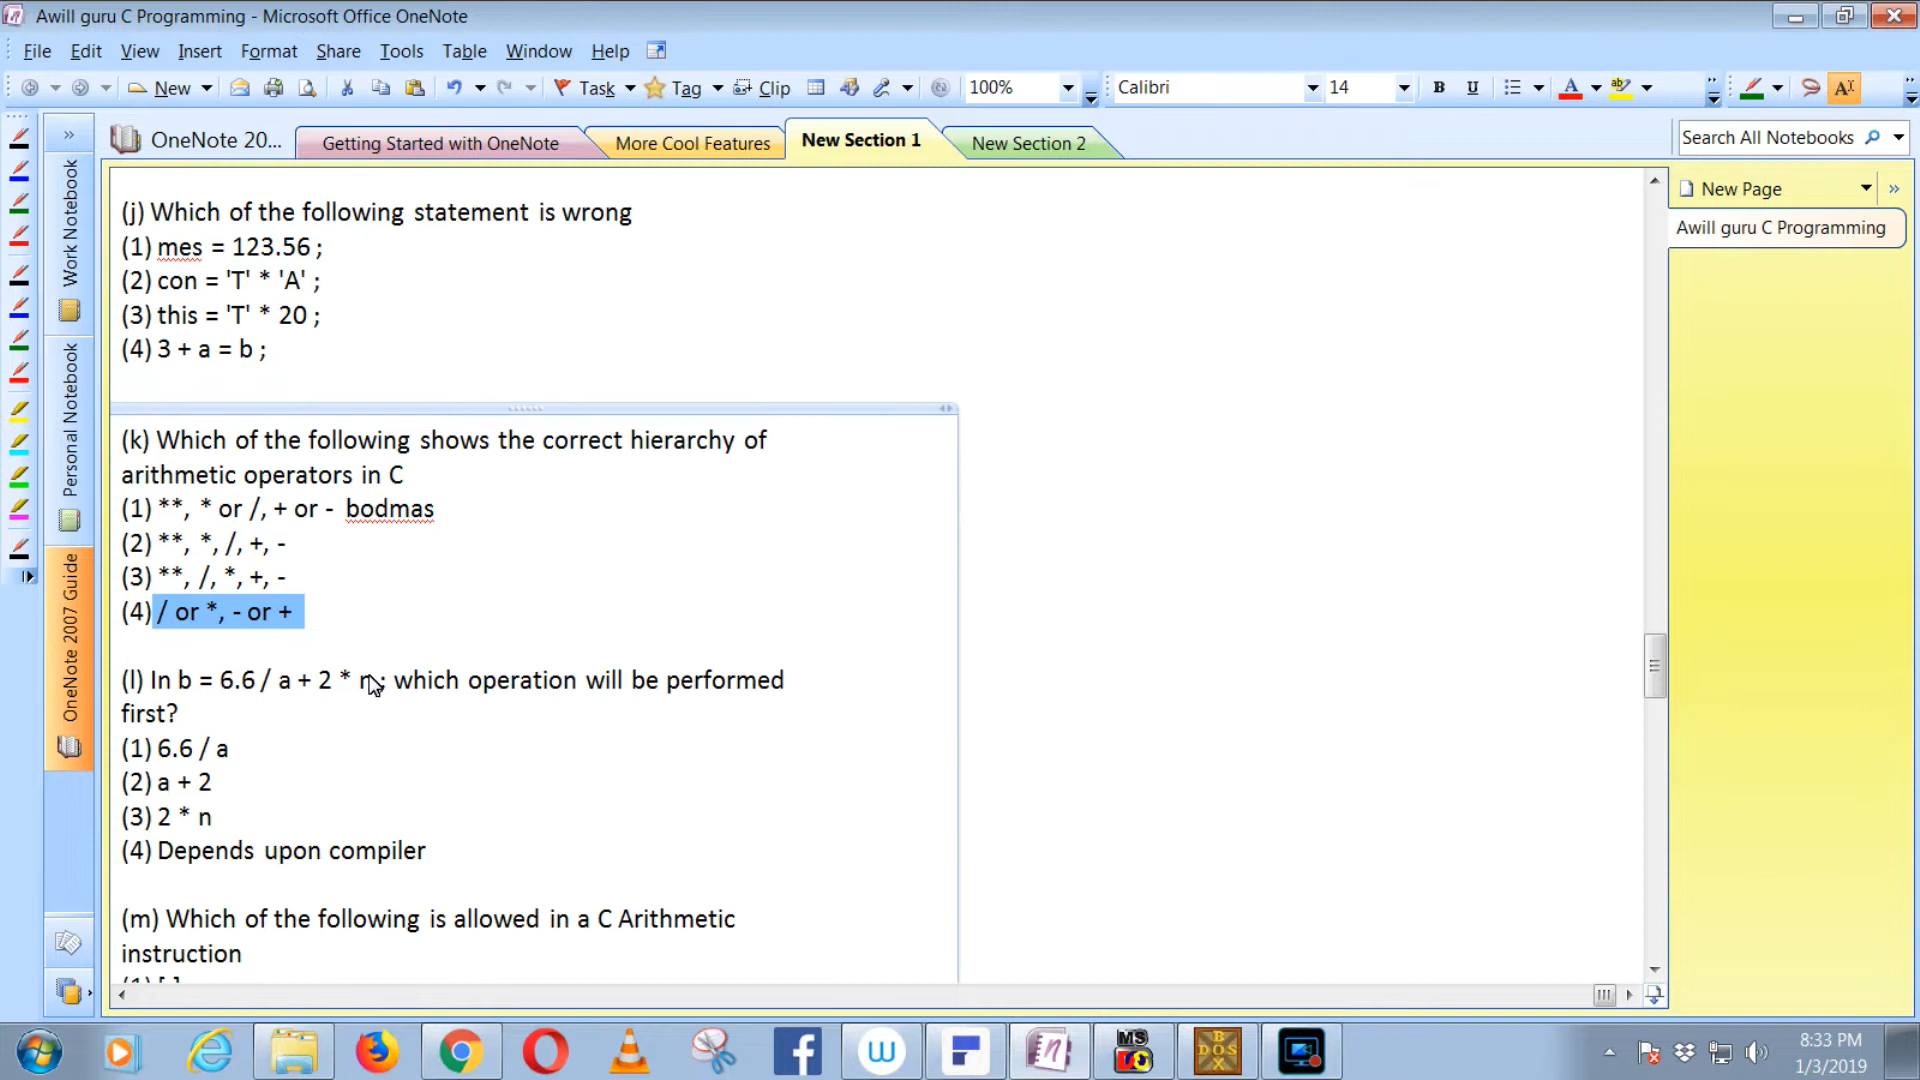 Awill guru C Programming - Microsoft Office OneNote
File Edit View Insert Format Share Tools Table Window Help
New Task Tag Clip 100% Calibri 14 B U A ab A
OneNote 20... Getting Started with OneNote More Cool Features New Section 1 New Section 2 Search All Notebooks
New Page
Awill guru C Programming
Work Notebook
Personal Notebook
OneNote 2007 Guide
(j) Which of the following statement is wrong
(1) mes = 123.56 ;
(2) con = 'T' * 'A' ;
(3) this = 'T' * 20 ;
(4) 3 + a = b ;
(k) Which of the following shows the correct hierarchy of
arithmetic operators in C
(1) **, * or /, + or - bodmas
(2) **, *, /, +, -
(3) **, /, *, +, -
(4) / or *, - or +
(l) In b = 6.6 / a + 2 * n ; which operation will be performed
first?
(1) 6.6 / a
(2) a + 2
(3) 2 * n
(4) Depends upon compiler
(m) Which of the following is allowed in a C Arithmetic
instruction
MS
BOX
DOS
8:33 PM
1/3/2019